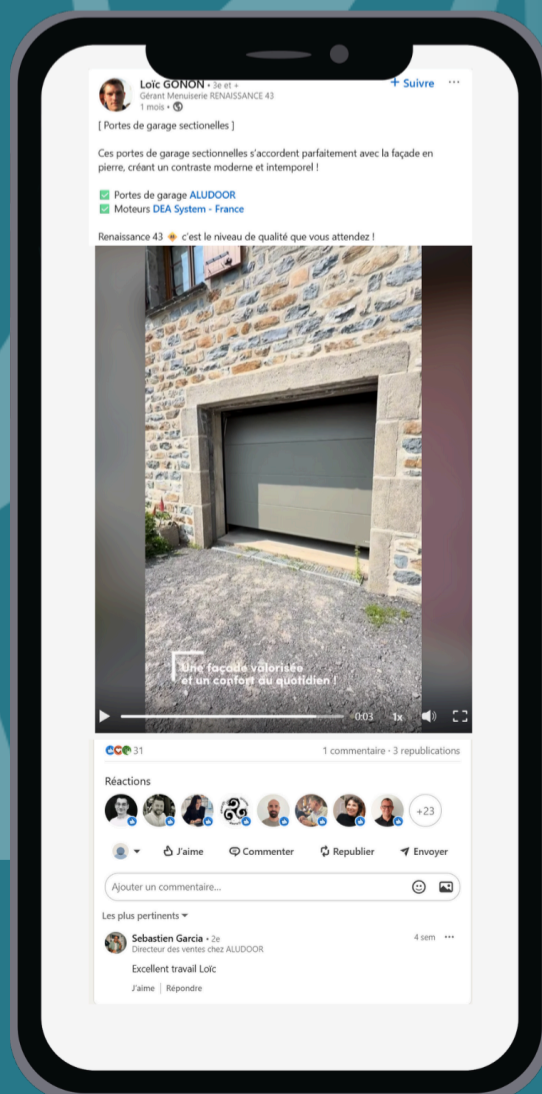 Loïc GONON • 3e et +
+ Suivre ...
Gérant Menuiserie RENAISSANCE 43
1 mois •
[ Portes de garage sectionelles ]
Ces portes de garage sectionnelles s'accordent parfaitement avec la façade en
pierre, créant un contraste moderne et intemporel !
✅ Portes de garage ALUDOOR
✅ Moteurs DEA System - France
Renaissance 43 c'est le niveau de qualité que vous attendez !
Une façade valorisée
et un confort au quotidien !
0:03 1x
31
1 commentaire · 3 republications
Réactions
+23
J'aime
Commenter
Republier
Envoyer
Ajouter un commentaire...
Les plus pertinents
Sebastien Garcia • 2e
4 sem ...
Directeur des ventes chez ALUDOOR
Excellent travail Loïc
J'aime | Répondre